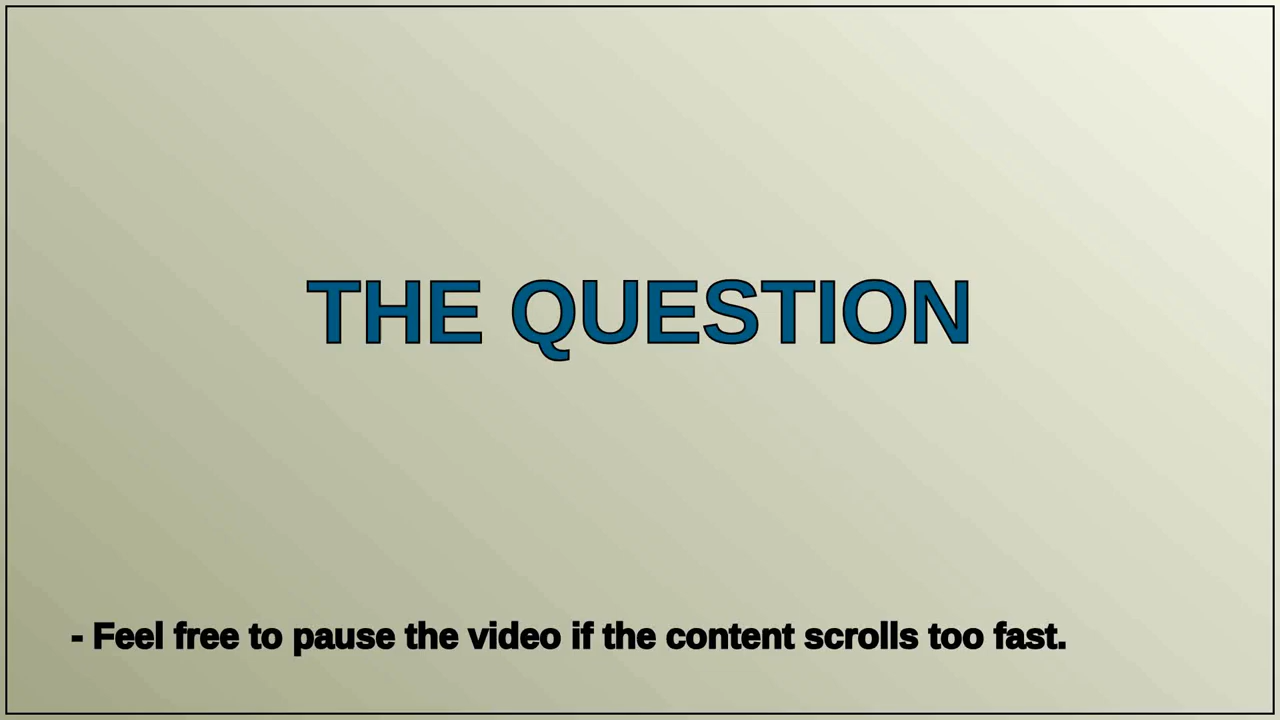 THE QUESTION
- Feel free to pause the video if the content scrolls too fast.